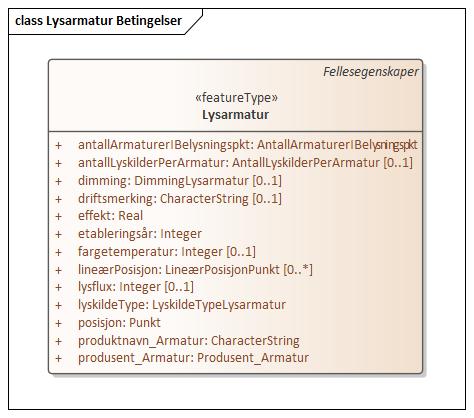 class Lysarmatur Betingelser
Fellesegenskaper
«featureType»
Lysarmatur
+ antallArmaturerIBelysningspkt: AntallArmaturerIBelysningspkt
+ antallLyskilderPerArmatur: AntallLyskilderPerArmatur [0..1]
+ dimming: DimmingLysarmatur [0..1]
+ driftsmerking: CharacterString [0..1]
+ effekt: Real
+ etableringsår: Integer
+ fargetemperatur: Integer [0..1]
+ lineærPosisjon: LineærPosisjonPunkt [0..*]
+ lysflux: Integer [0..1]
+ lyskildeType: LyskildeTypeLysarmatur
+ posisjon: Punkt
+ produktnavn_Armatur: CharacterString
+ produsent_Armatur: Produsent_Armatur